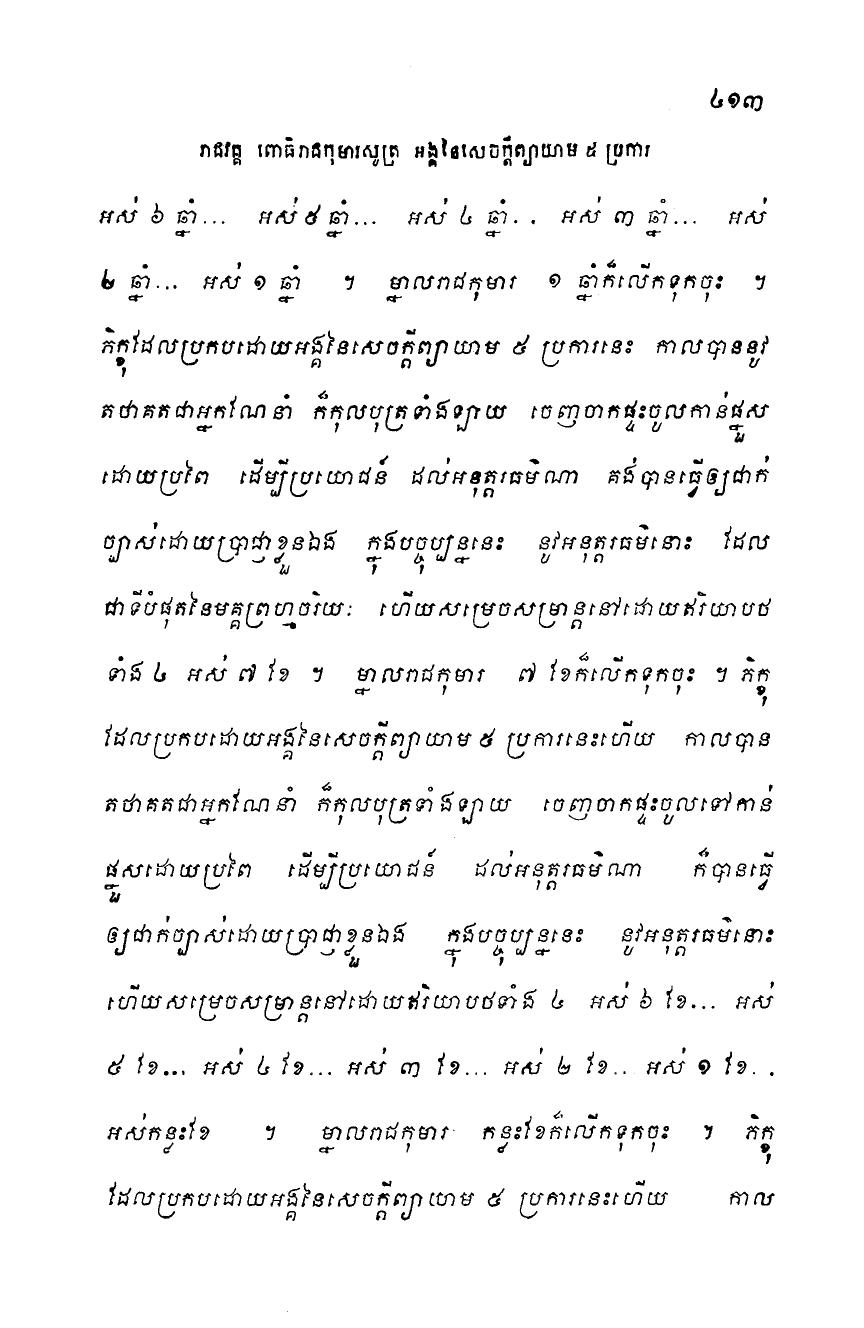 ៤១៣
រាជវគ្គ ពោធិរាជកុមារសូត្រ អង្គនៃសេចក្តីព្យាយាម ៥ ប្រការ
អស់ ៦ ឆ្នាំ... អស់ ៥ ឆ្នាំ... អស់ ៤ ឆ្នាំ.. អស់ ៣ ឆ្នាំ... អស់
២ ឆ្នាំ... អស់ ១ ឆ្នាំ ។ ម្នាលរាជកុមារ ១ ឆ្នាំក៏លើកទុកចុះ ។
ភិក្ខុដែលប្រកបដោយអង្គនៃសេចក្តីព្យាយាម ៥ ប្រការនេះ កាលបាននូវ
តថាគតជាអ្នកណែនាំ ក៏កុលបុត្រទាំងឡាយ ចេញចាកផ្ទះចូលកាន់ផ្នួស
ដោយប្រពៃ ដើម្បីប្រយោជន៍ ដល់អនុត្តរធម៌ណា គង់បានធ្វើឲ្យជាក់
ច្បាស់ដោយប្រាជ្ញាខ្លួនឯង ក្នុងបច្ចុប្បន្ននេះ នូវអនុត្តរធម៌នោះ ដែល
ជាទីបំផុតនៃមគ្គព្រហ្មចរិយៈ ហើយសម្រេចសម្រាន្តនៅដោយឥរិយាបថ
ទាំង ៤ អស់ ៧ ខែ ។ ម្នាលរាជកុមារ ៧ ខែក៏លើកទុកចុះ ។ ភិក្ខុ
ដែលប្រកបដោយអង្គនៃសេចក្តីព្យាយាម ៥ ប្រការនេះហើយ កាលបាន
តថាគតជាអ្នកណែនាំ ក៏កុលបុត្រទាំងឡាយ ចេញចាកផ្ទះចូលទៅកាន់
ផ្នួសដោយប្រពៃ ដើម្បីប្រយោជន៍ ដល់អនុត្តរធម៌ណា ក៏បានធ្វើ
ឲ្យជាក់ច្បាស់ដោយប្រាជ្ញាខ្លួនឯង ក្នុងបច្ចុប្បន្ននេះ នូវអនុត្តរធម៌នោះ
ហើយសម្រេចសម្រាន្តនៅដោយឥរិយាបថទាំង ៤ អស់ ៦ ខែ... អស់
៥ ខែ... អស់ ៤ ខែ... អស់ ៣ ខែ... អស់ ២ ខែ.. អស់ ១ ខែ..
អស់កន្លះខែ ។ ម្នាលរាជកុមារ កន្លះខែក៏លើកទុកចុះ ។ ភិក្ខុ
ដែលប្រកបដោយអង្គនៃសេចក្តីព្យាយាម ៥ ប្រការនេះហើយ កាល